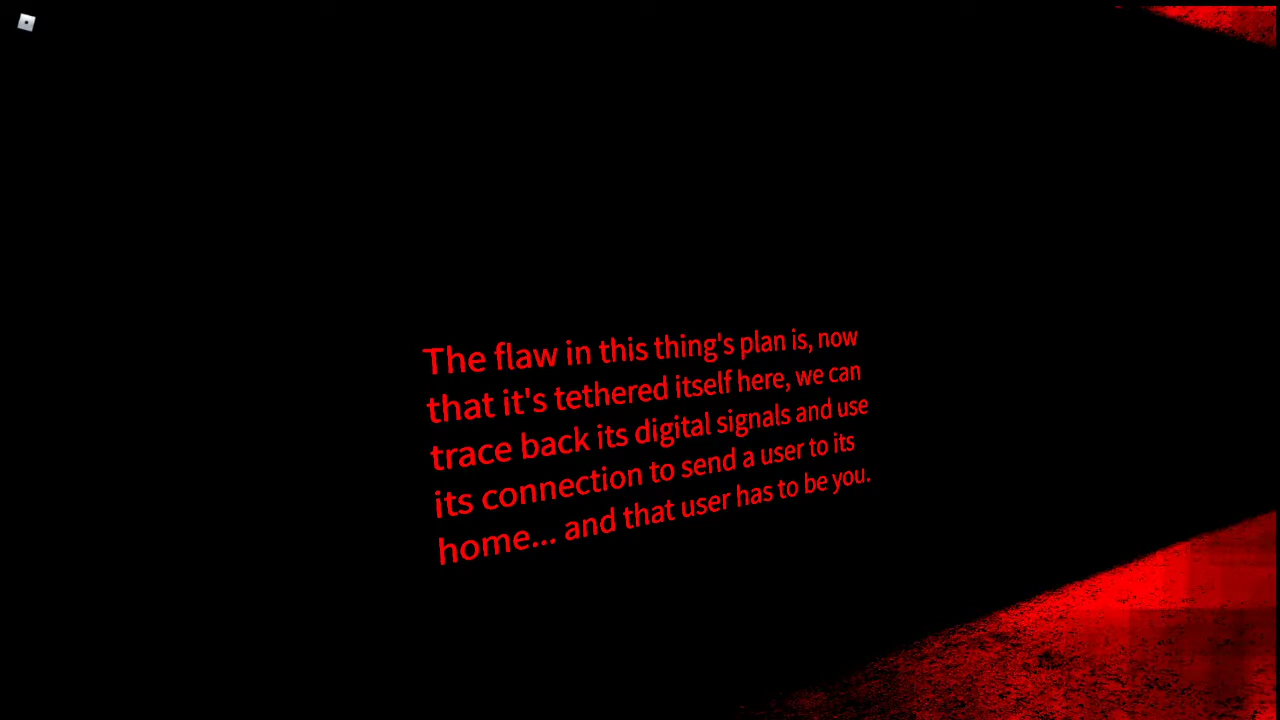 The flaw in this thing's plan is, now
that it's tethered itself here, we can
trace back its digital signals and use
its connection to send a user to its
home... and that user has to be you.